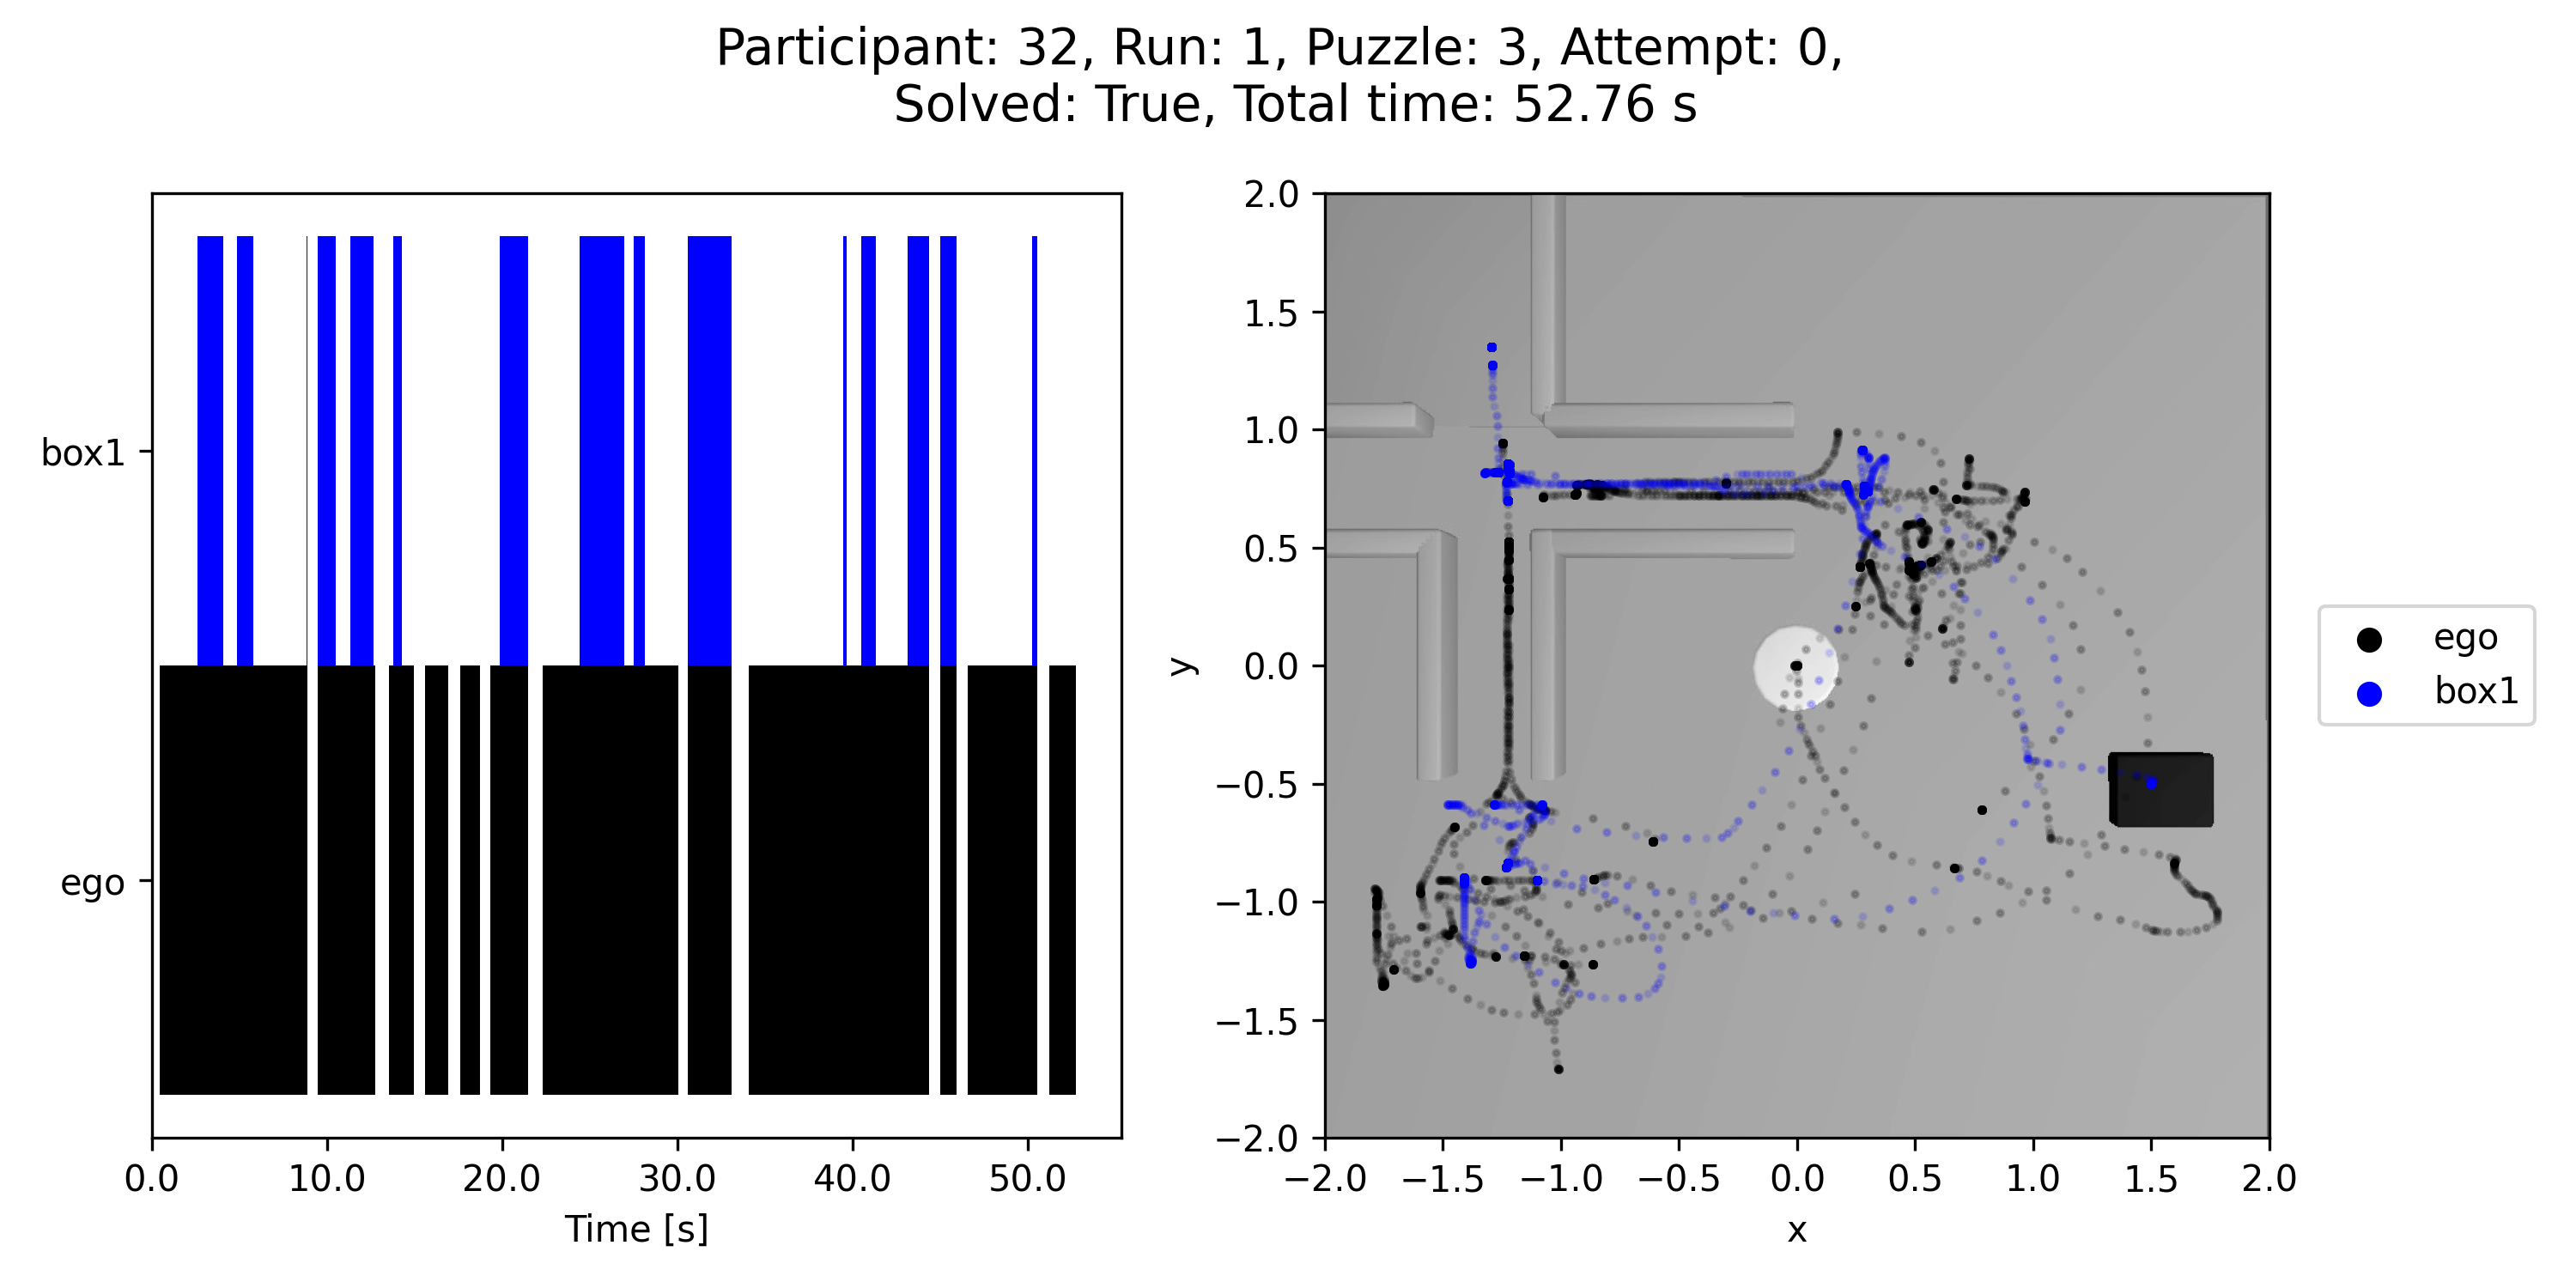 Participant: 32, Run: 1, Puzzle: 3, Attempt: 0,
Solved: True, Total time: 52.76 s
box1
ego
0.0 10.0 20.0 30.0 40.0 50.0
Time [s]
2.0
1.5
1.0
0.5
0.0
−0.5
−1.0
−1.5
−2.0
y
−2.0 −1.5 −1.0 −0.5 0.0 0.5 1.0 1.5 2.0
x
ego
box1